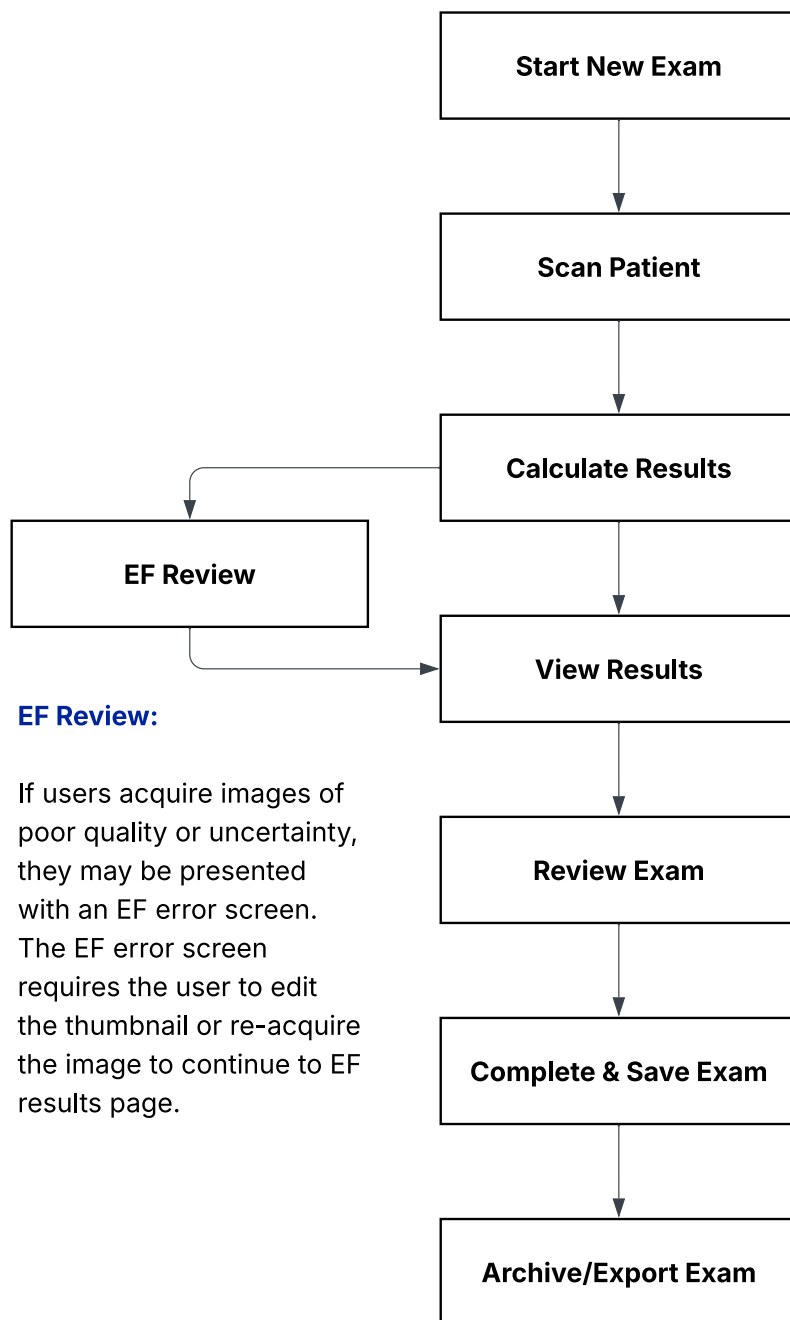 Start New Exam
Scan Patient
Calculate Results
EF Review
View Results
EF Review:
If users acquire images of
poor quality or uncertainty,
they may be presented
with an EF error screen.
The EF error screen
requires the user to edit
the thumbnail or re-acquire
the image to continue to EF
results page.
Review Exam
Complete & Save Exam
Archive/Export Exam